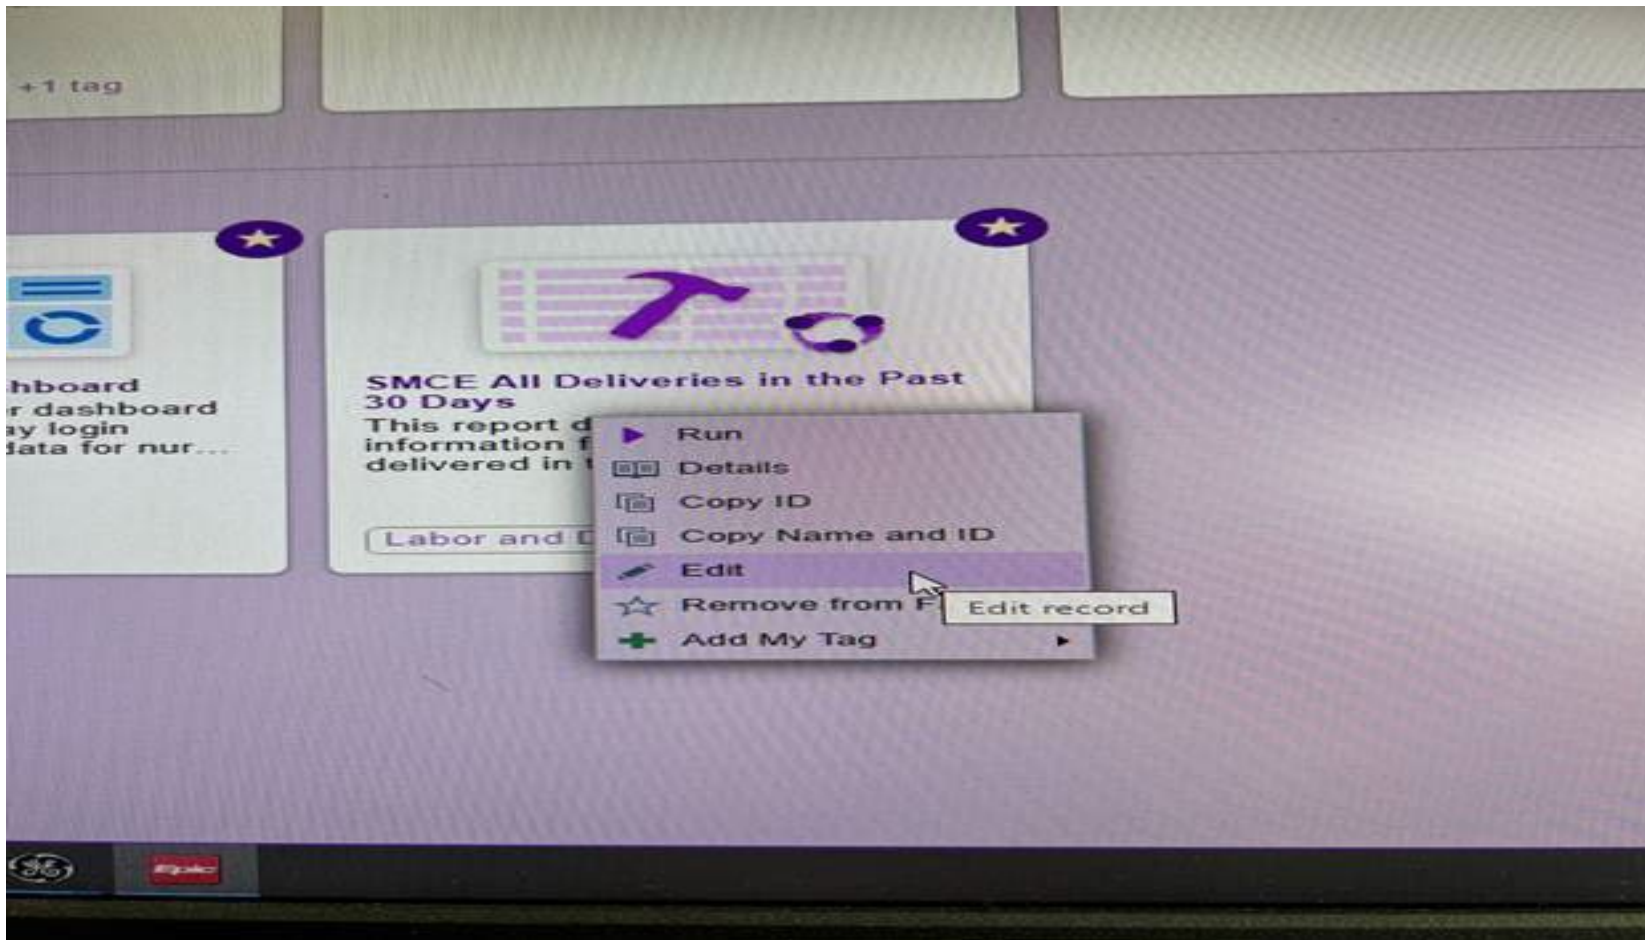 +1 tag
hboard
r dashboard
ay login
data for nur...
SMCE All Deliveries in the Past
30 Days
This report d
information f
delivered in t
Labor and D
Run
Details
Copy ID
Copy Name and ID
Edit
Remove from F
Edit record
Add My Tag
GE
Epic